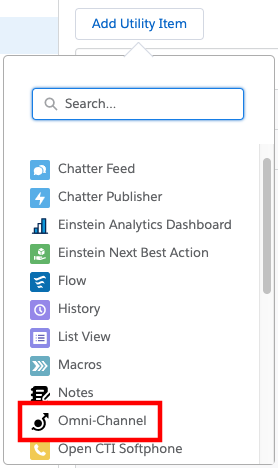 Add Utility Item
Search...
Chatter Feed
Chatter Publisher
Einstein Analytics Dashboard
Einstein Next Best Action
Flow
History
List View
Macros
Notes
Omni-Channel
Open CTI Softphone